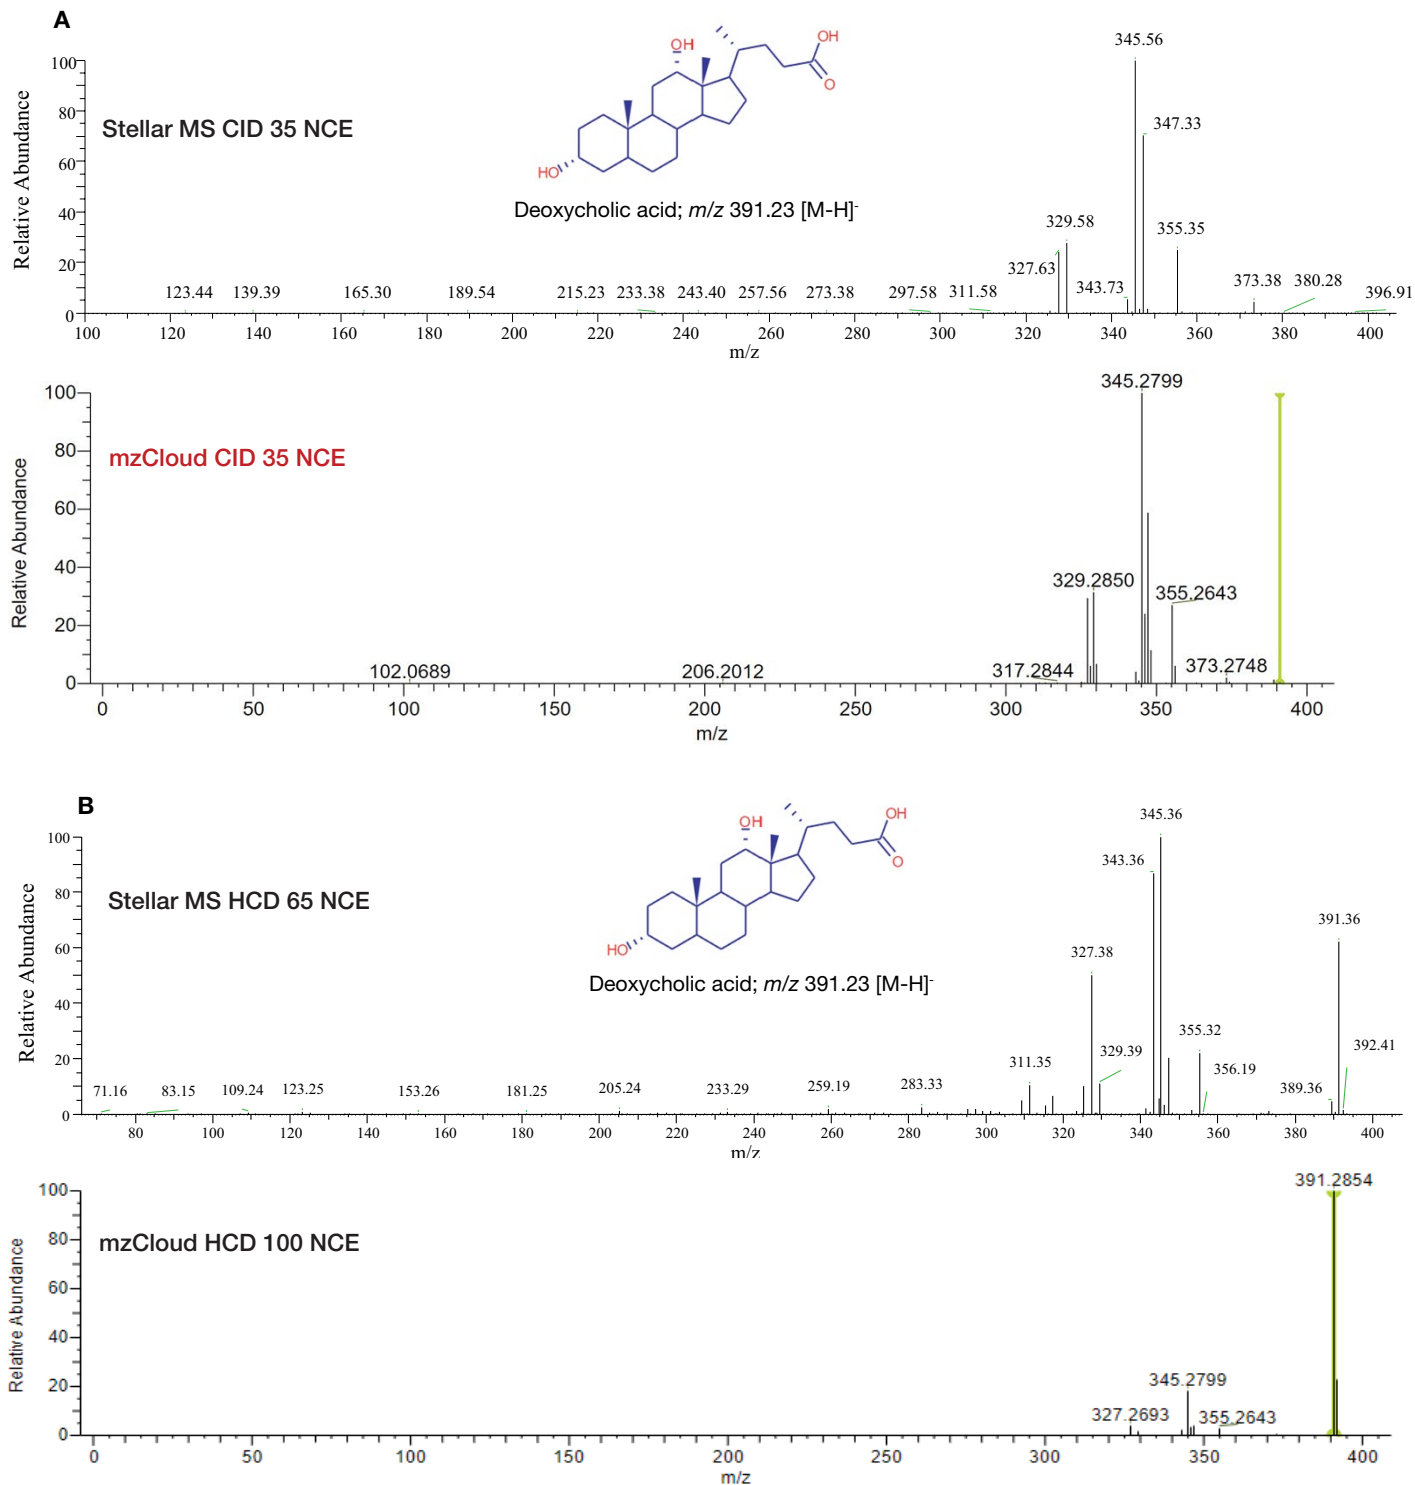 A
Stellar MS CID 35 NCE
Relative Abundance
100
80
60
40
20
0
OH
OH
O
HO
Deoxycholic acid; m/z 391.23 [M-H]-
345.56
347.33
329.58
355.35
327.63
343.73
373.38
380.28
396.91
123.44 139.39 165.30 189.54 215.23 233.38 243.40 257.56 273.38 297.58 311.58
100 120 140 160 180 200 220 240 260 280 300 320 340 360 380 400
m/z
mzCloud CID 35 NCE
Relative Abundance
100
80
60
40
20
0
345.2799
329.2850
355.2643
102.0689 206.2012 317.2844 373.2748
0 50 100 150 200 250 300 350 400
m/z
B
Stellar MS HCD 65 NCE
Relative Abundance
100
80
60
40
20
0
OH
OH
O
HO
Deoxycholic acid; m/z 391.23 [M-H]-
345.36
343.36
391.36
327.38
355.32
392.41
329.39
311.35
356.19
389.36
71.16 83.15 109.24 123.25 153.26 181.25 205.24 233.29 259.19 283.33
80 100 120 140 160 180 200 220 240 260 280 300 320 340 360 380 400
m/z
mzCloud HCD 100 NCE
Relative Abundance
100
80
60
40
20
0
391.2854
345.2799
327.2693 355.2643
0 50 100 150 200 250 300 350 400
m/z